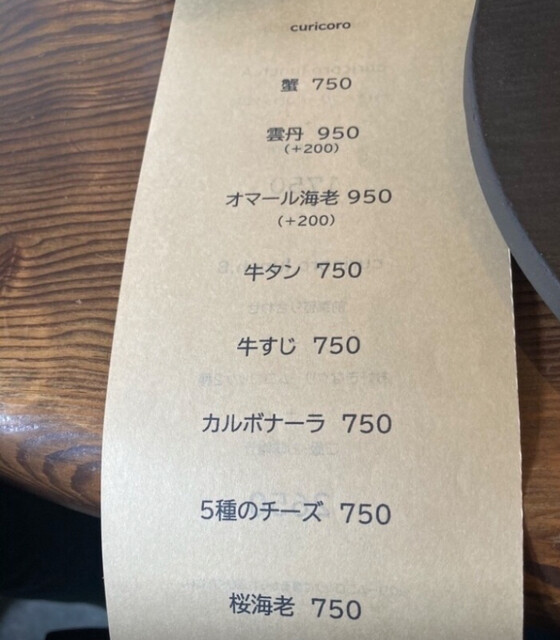 curicoro
蟹 750
雲丹 950
(+200)
オマール海老 950
(+200)
牛タン 750
牛すじ 750
カルボナーラ 750
5種のチーズ 750
桜海老 750